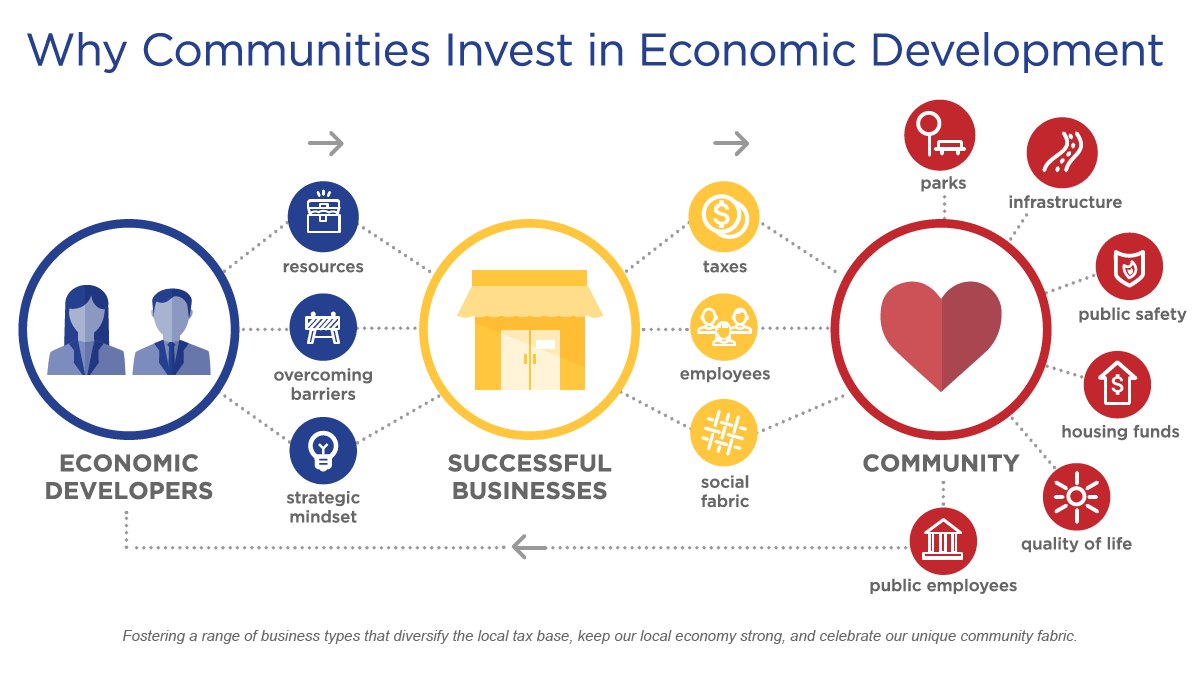 Why Communities Invest in Economic Development
parks
infrastructure
resources
taxes
public safety
overcoming
barriers
employees
housing funds
ECONOMIC
DEVELOPERS
SUCCESSFUL
BUSINESSES
COMMUNITY
strategic
mindset
social
fabric
quality of life
public employees
Fostering a range of business types that diversify the local tax base, keep our local economy strong, and celebrate our unique community fabric.